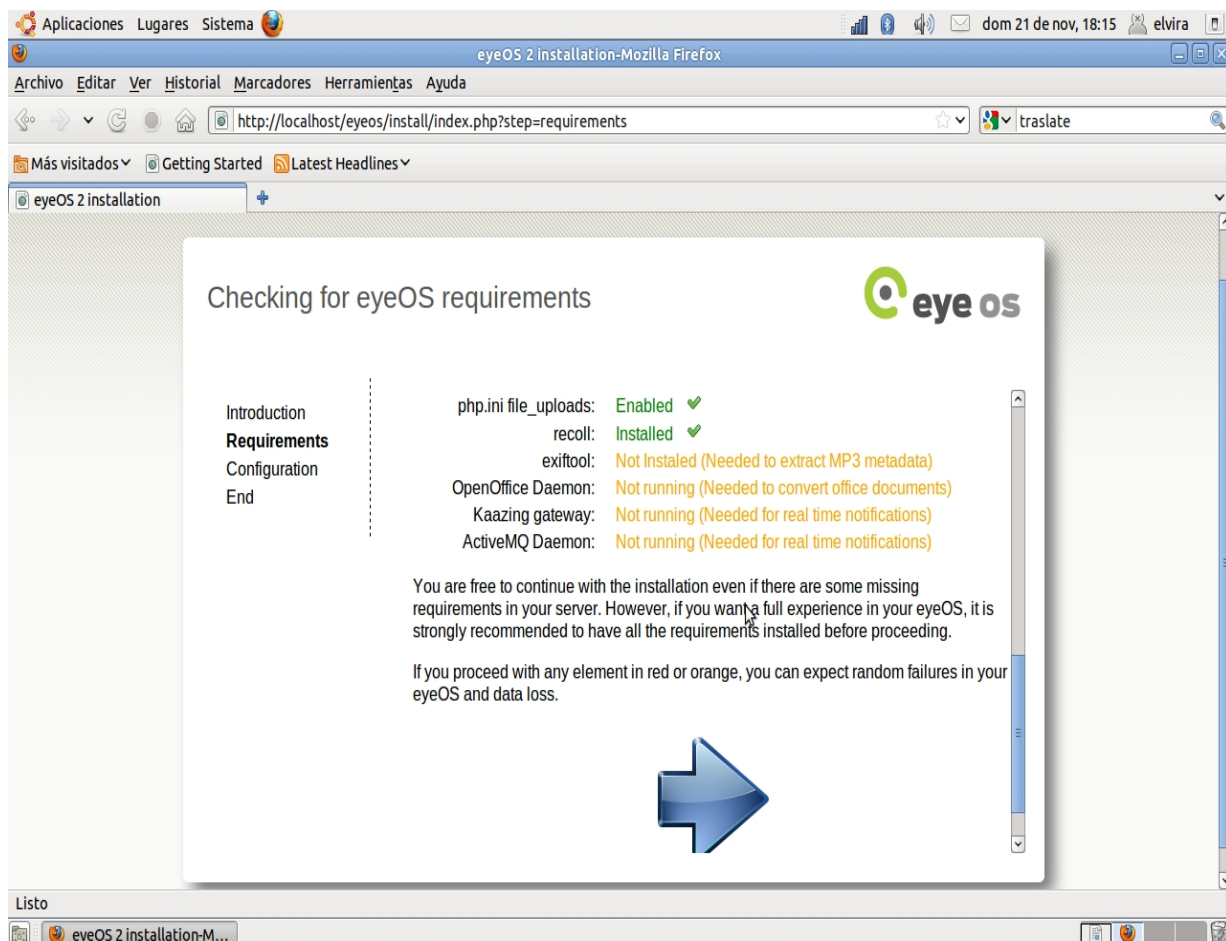 Aplicaciones Lugares Sistema dom 21 de nov, 18:15 elvira
eyeOS 2 installation-Mozilla Firefox
Archivo Editar Ver Historial Marcadores Herramientas Ayuda
http://localhost/eyeos/install/index.php?step=requirements traslate
Más visitados Getting Started Latest Headlines
eyeOS 2 installation
Checking for eyeOS requirements
eye os
Introduction
Requirements
Configuration
End
php.ini file_uploads: Enabled
recoll: Installed
exiftool: Not Instaled (Needed to extract MP3 metadata)
OpenOffice Daemon: Not running (Needed to convert office documents)
Kaazing gateway: Not running (Needed for real time notifications)
ActiveMQ Daemon: Not running (Needed for real time notifications)
You are free to continue with the installation even if there are some missing
requirements in your server. However, if you want a full experience in your eyeOS, it is
strongly recommended to have all the requirements installed before proceeding.
If you proceed with any element in red or orange, you can expect random failures in your
eyeOS and data loss.
Listo
eyeOS 2 installation-M...